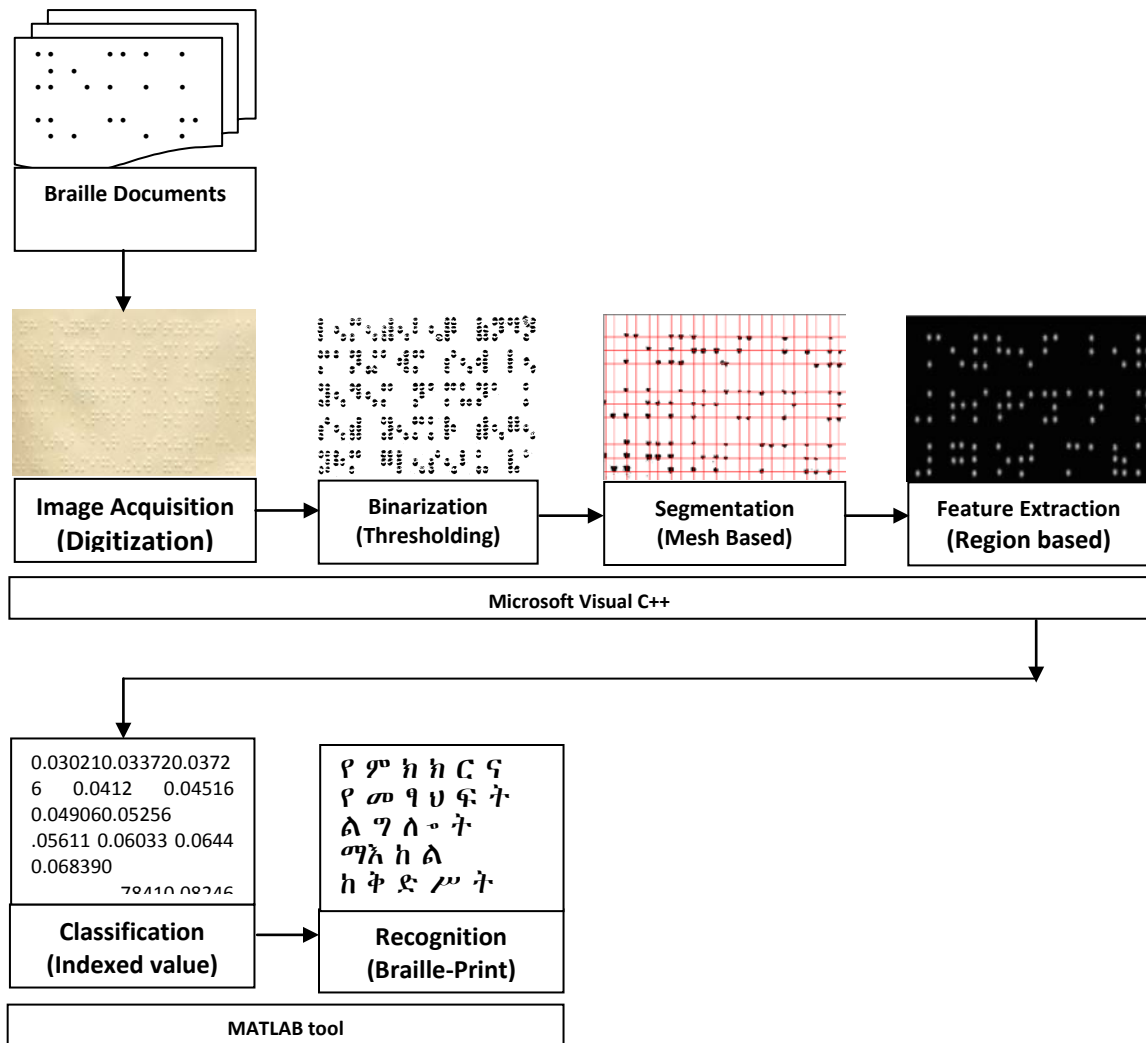 Braille Documents
Image Acquisition
(Digitization)
Binarization
(Thresholding)
Segmentation
(Mesh Based)
Feature Extraction
(Region based)
Microsoft Visual C++
0.030210.033720.0372
6 0.0412 0.04516
0.049060.05256
.05611 0.06033 0.0644
0.068390
78410.08246
Classification
(Indexed value)
የ ም ክ ክ ር ና
የ መ ፃ ህ ፍ ት
ል ግ ለ ት
ማእ ከ ል
ከ ቅ ድ ሥ ት
Recognition
(Braille-Print)
MATLAB tool